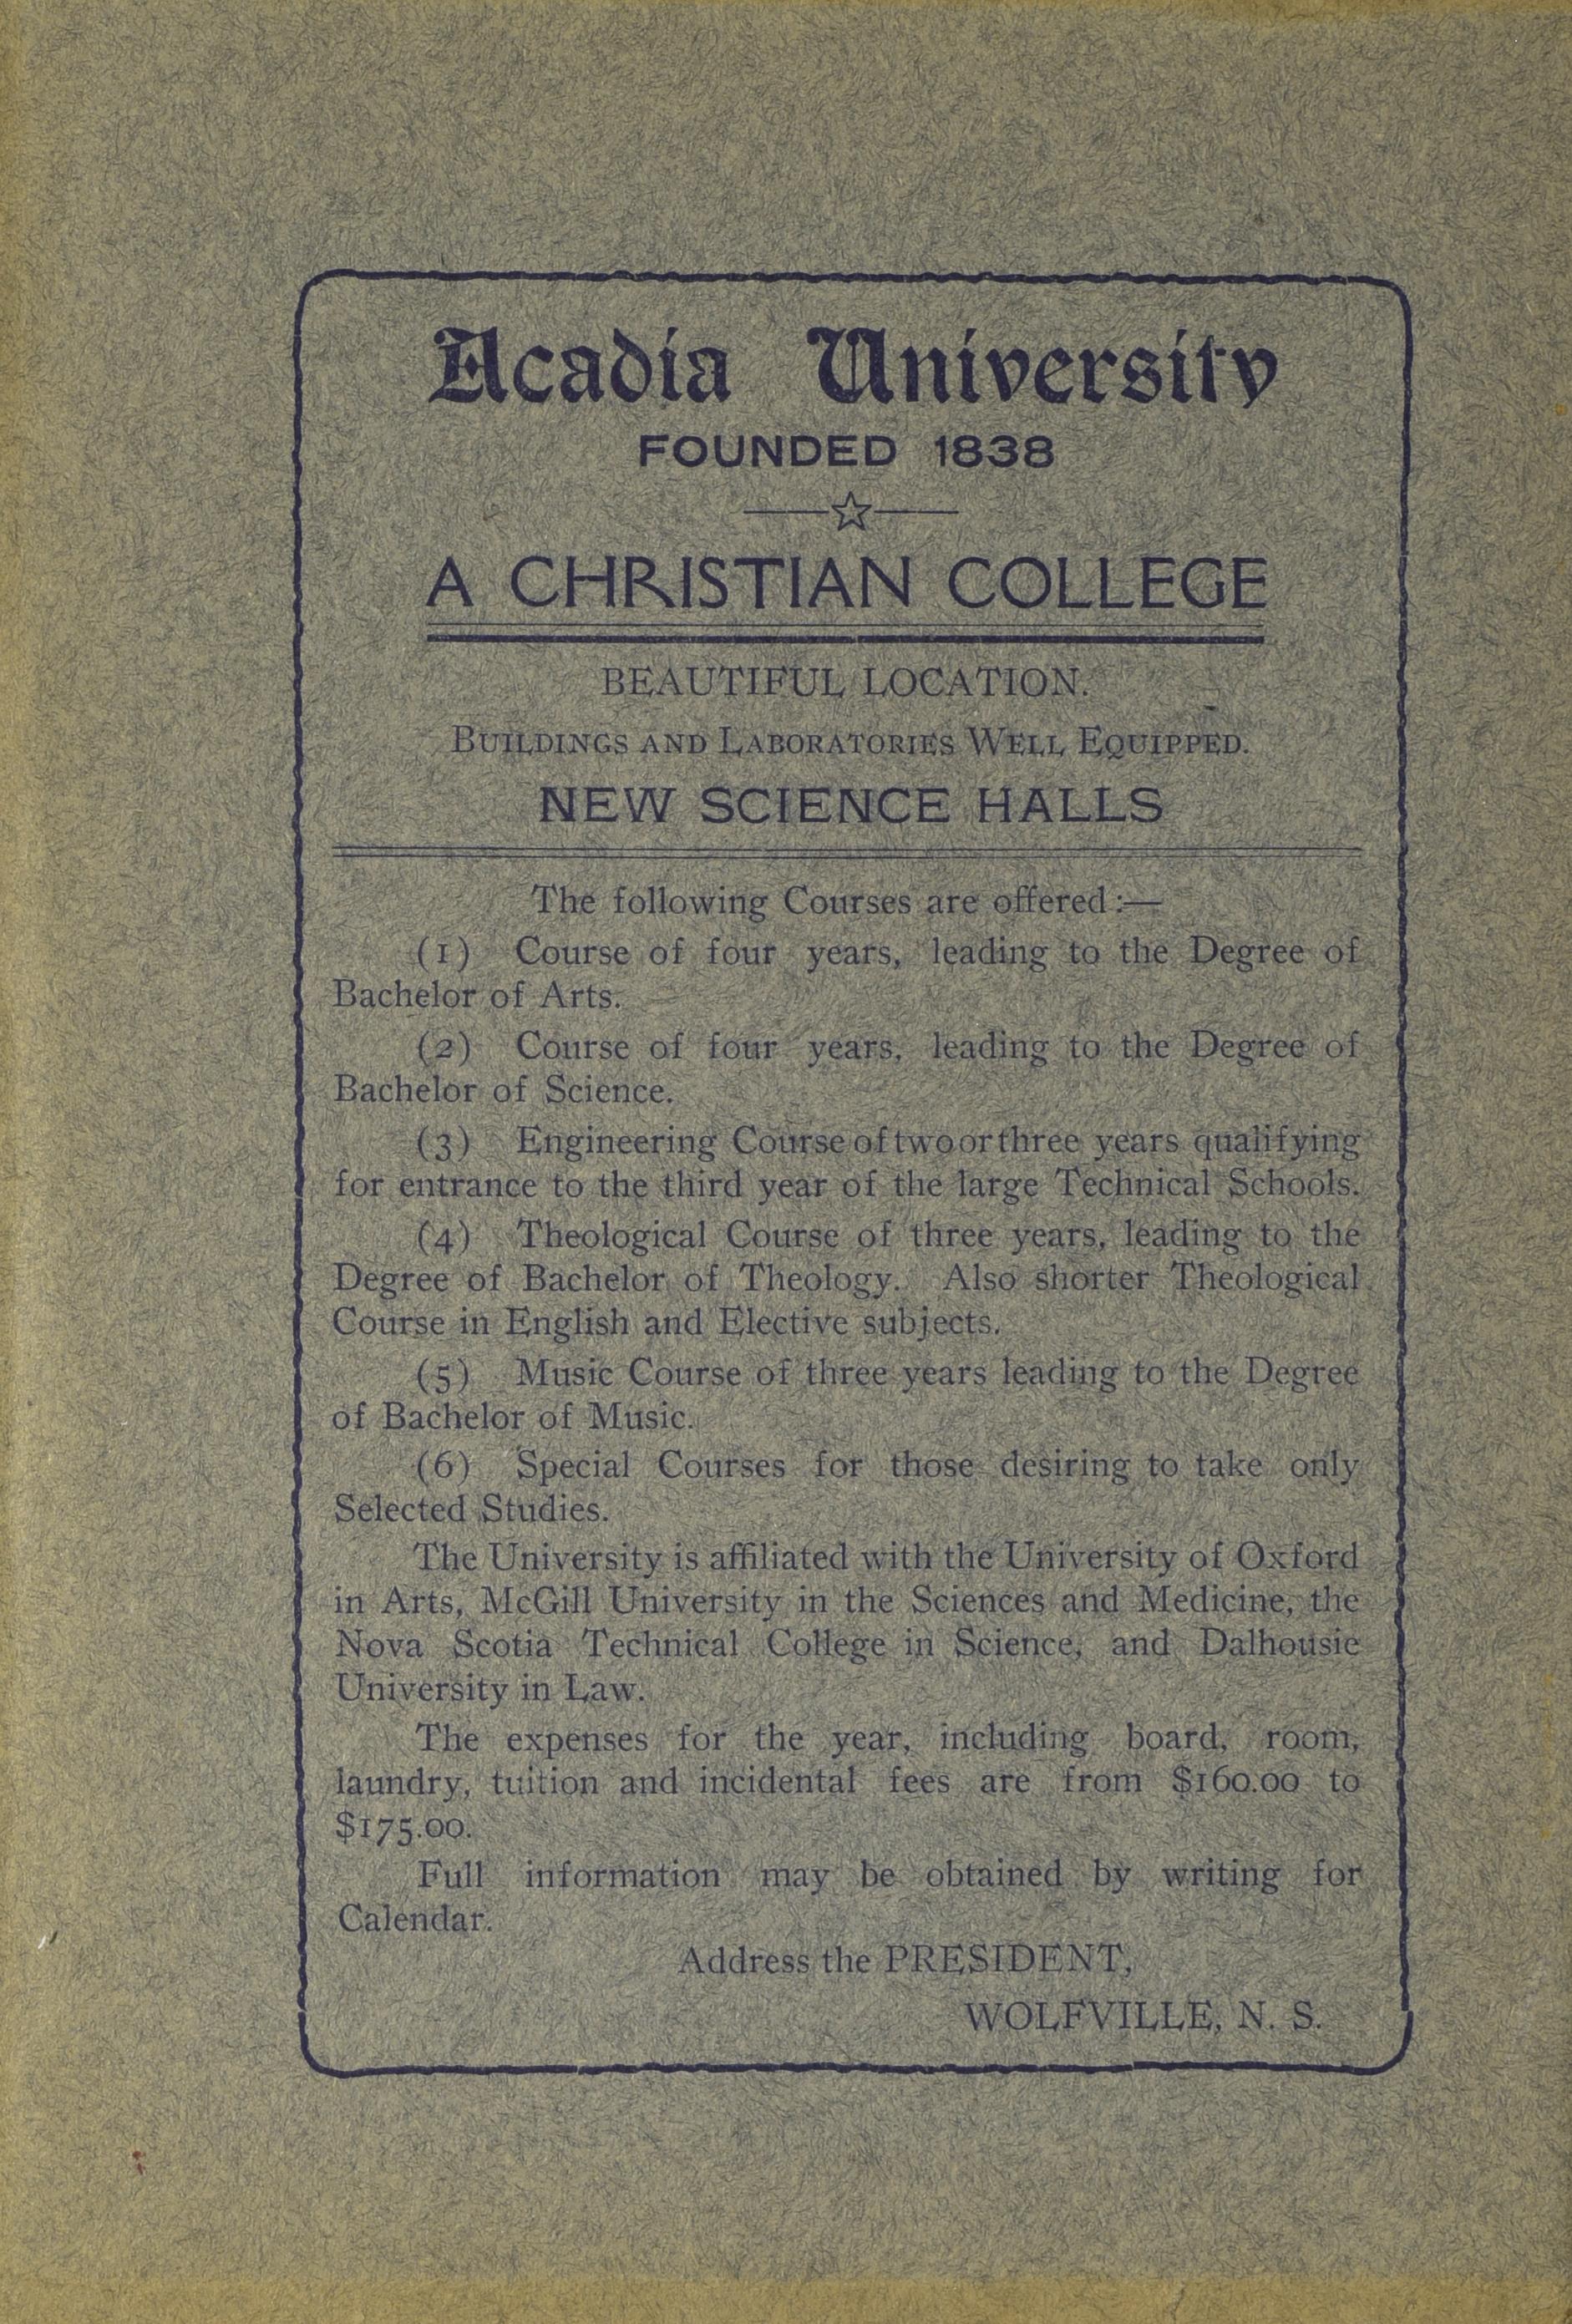 Acadia University
FOUNDED 1838
A CHRISTIAN COLLEGE
BEAUTIFUL LOCATION.
BUILDINGS AND LABORATORIES WELL EQUIPPED.
NEW SCIENCE HALLS
The following Courses are offered:—
(1) Course of four years, leading to the Degree of
Bachelor of Arts.
(2) Course of four years, leading to the Degree of
Bachelor of Science.
(3) Engineering Course of two or three years qualifying
for entrance to the third year of the large Technical Schools.
(4) Theological Course of three years, leading to the
Degree of Bachelor of Theology. Also shorter Theological
Course in English and Elective subjects.
(5) Music Course of three years leading to the Degree
of Bachelor of Music.
(6) Special Courses for those desiring to take only
Selected Studies.
The University is affiliated with the University of Oxford
in Arts, McGill University in the Sciences and Medicine, the
Nova Scotia Technical College in Science, and Dalhousie
University in Law.
The expenses for the year, including board, room,
laundry, tuition and incidental fees are from $160.00 to
$175.00.
Full information may be obtained by writing for
Calendar.
Address the PRESIDENT,
WOLFVILLE, N. S.